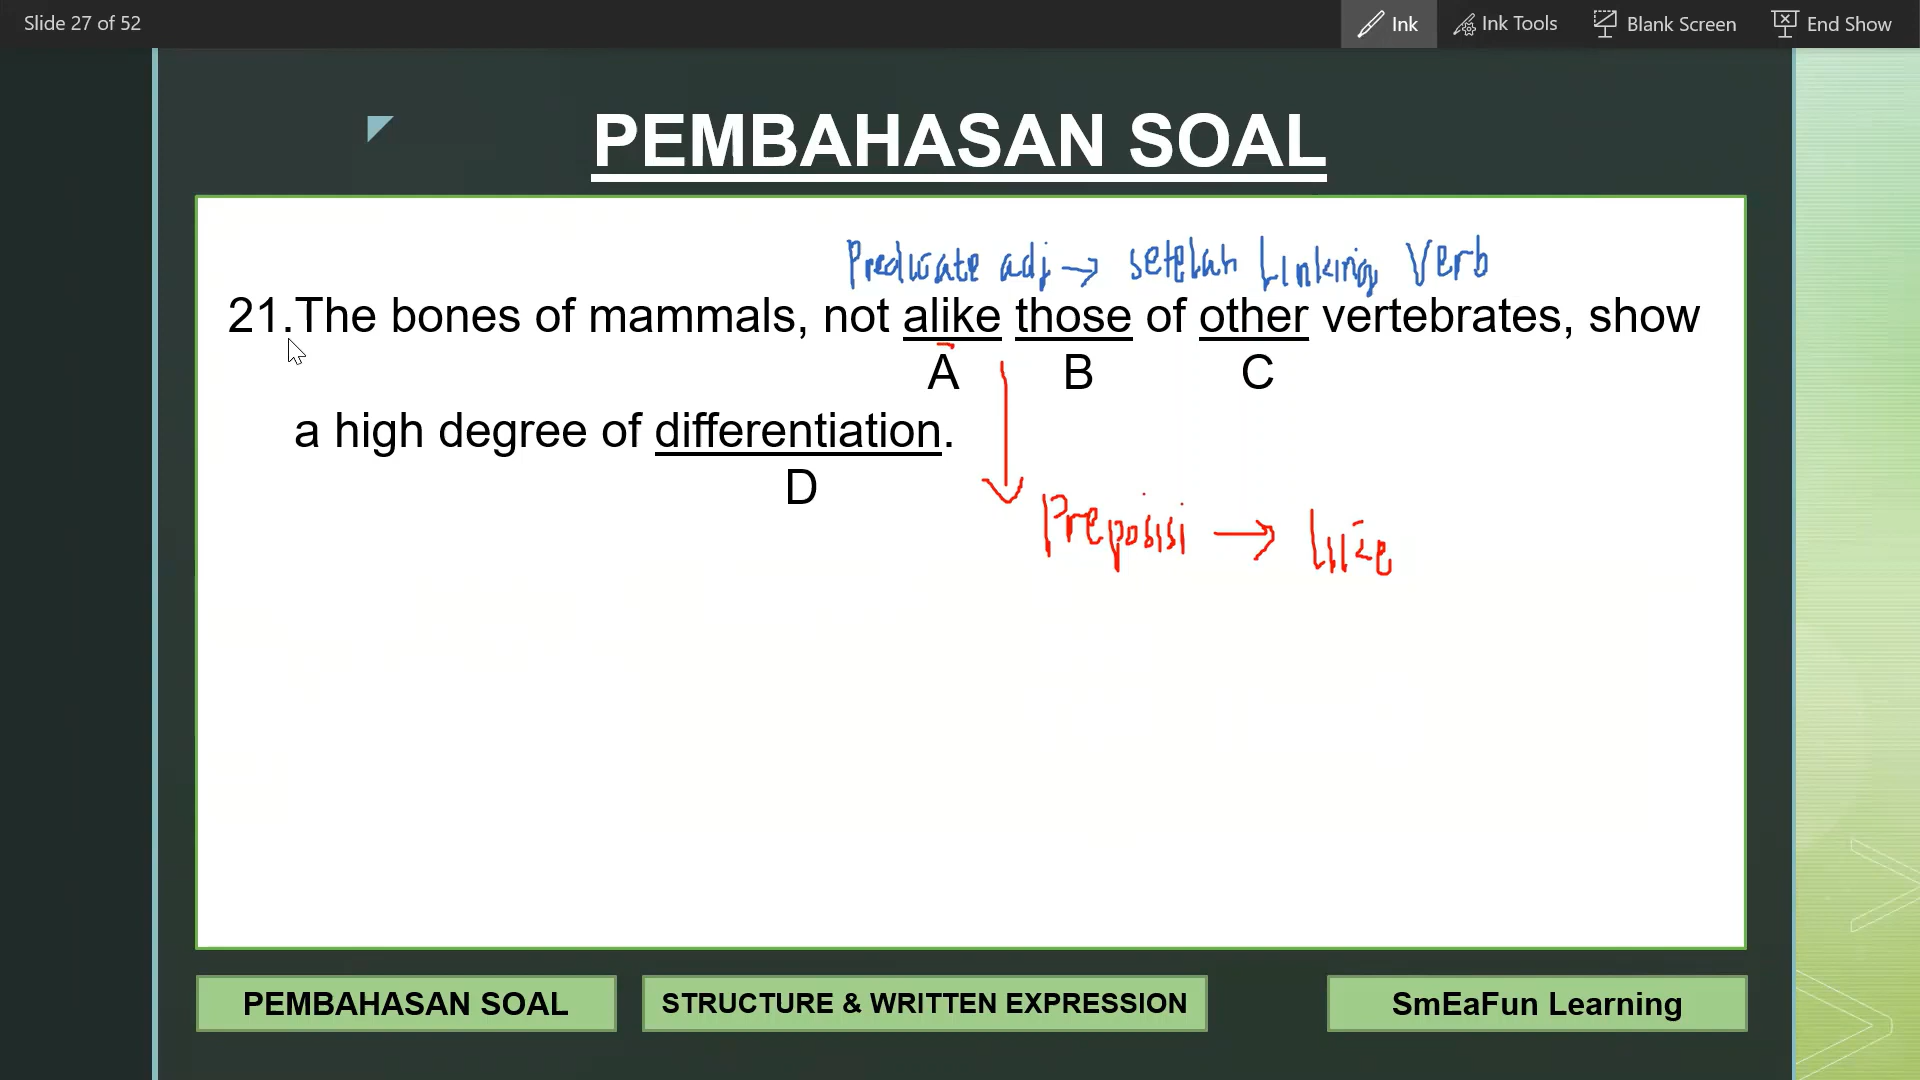 Slide 27 of 52
Ink
Ink Tools
Blank Screen
End Show
PEMBAHASAN SOAL
Predicate adj → setelah Linking Verb
21.The bones of mammals, not alike those of other vertebrates, show
A B C
a high degree of differentiation.
D
Preposisi → like
PEMBAHASAN SOAL
STRUCTURE & WRITTEN EXPRESSION
SmEaFun Learning